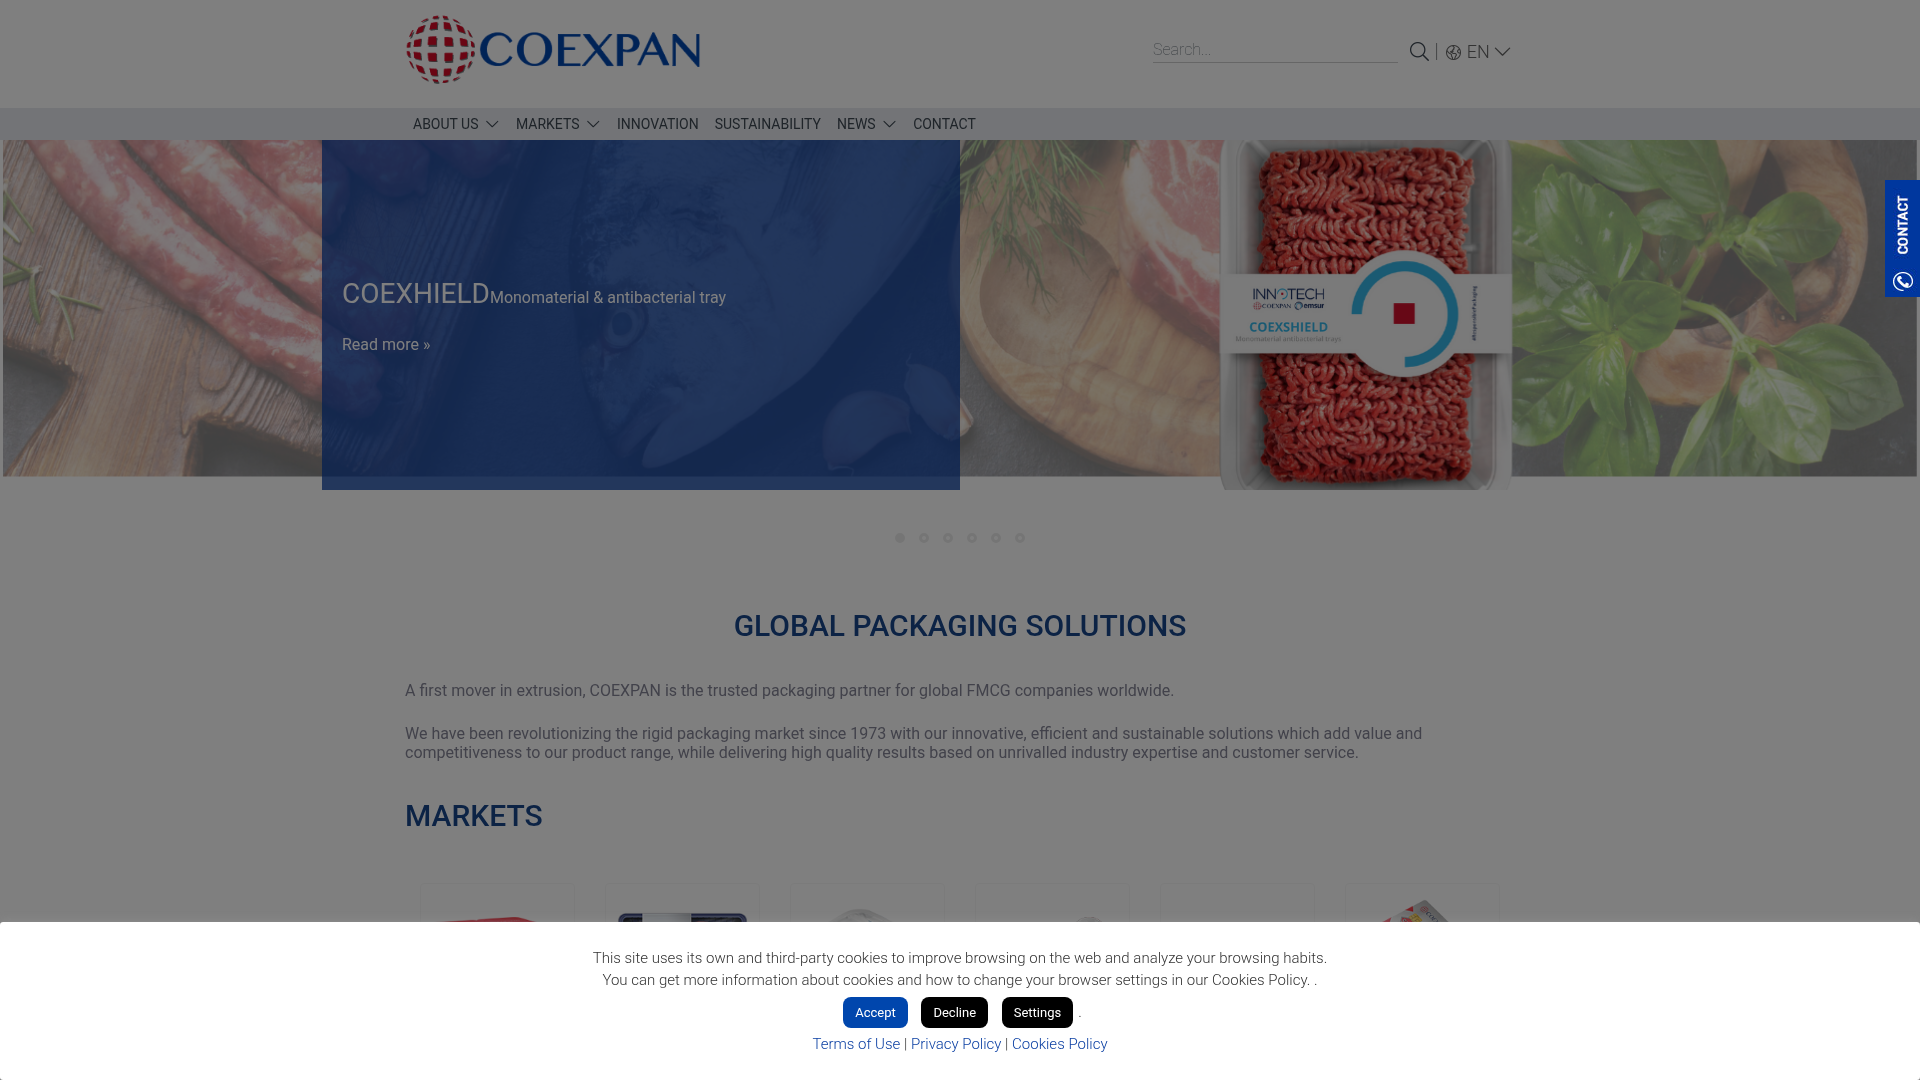 COEXPAN
Search...
| EN
ABOUT US MARKETS INNOVATION SUSTAINABILITY NEWS CONTACT
CONTACT
COEXHIELDMonomaterial & antibacterial tray
Read more »
INNOTECH
COEXPAN emsur
COEXSHIELD
Monomaterial antibacterial trays
GLOBAL PACKAGING SOLUTIONS
A first mover in extrusion, COEXPAN is the trusted packaging partner for global FMCG companies worldwide.
We have been revolutionizing the rigid packaging market since 1973 with our innovative, efficient and sustainable solutions which add value and
competitiveness to our product range, while delivering high quality results based on unrivalled industry expertise and customer service.
MARKETS
This site uses its own and third-party cookies to improve browsing on the web and analyze your browsing habits.
You can get more information about cookies and how to change your browser settings in our Cookies Policy. .
Accept Decline Settings .
Terms of Use | Privacy Policy | Cookies Policy